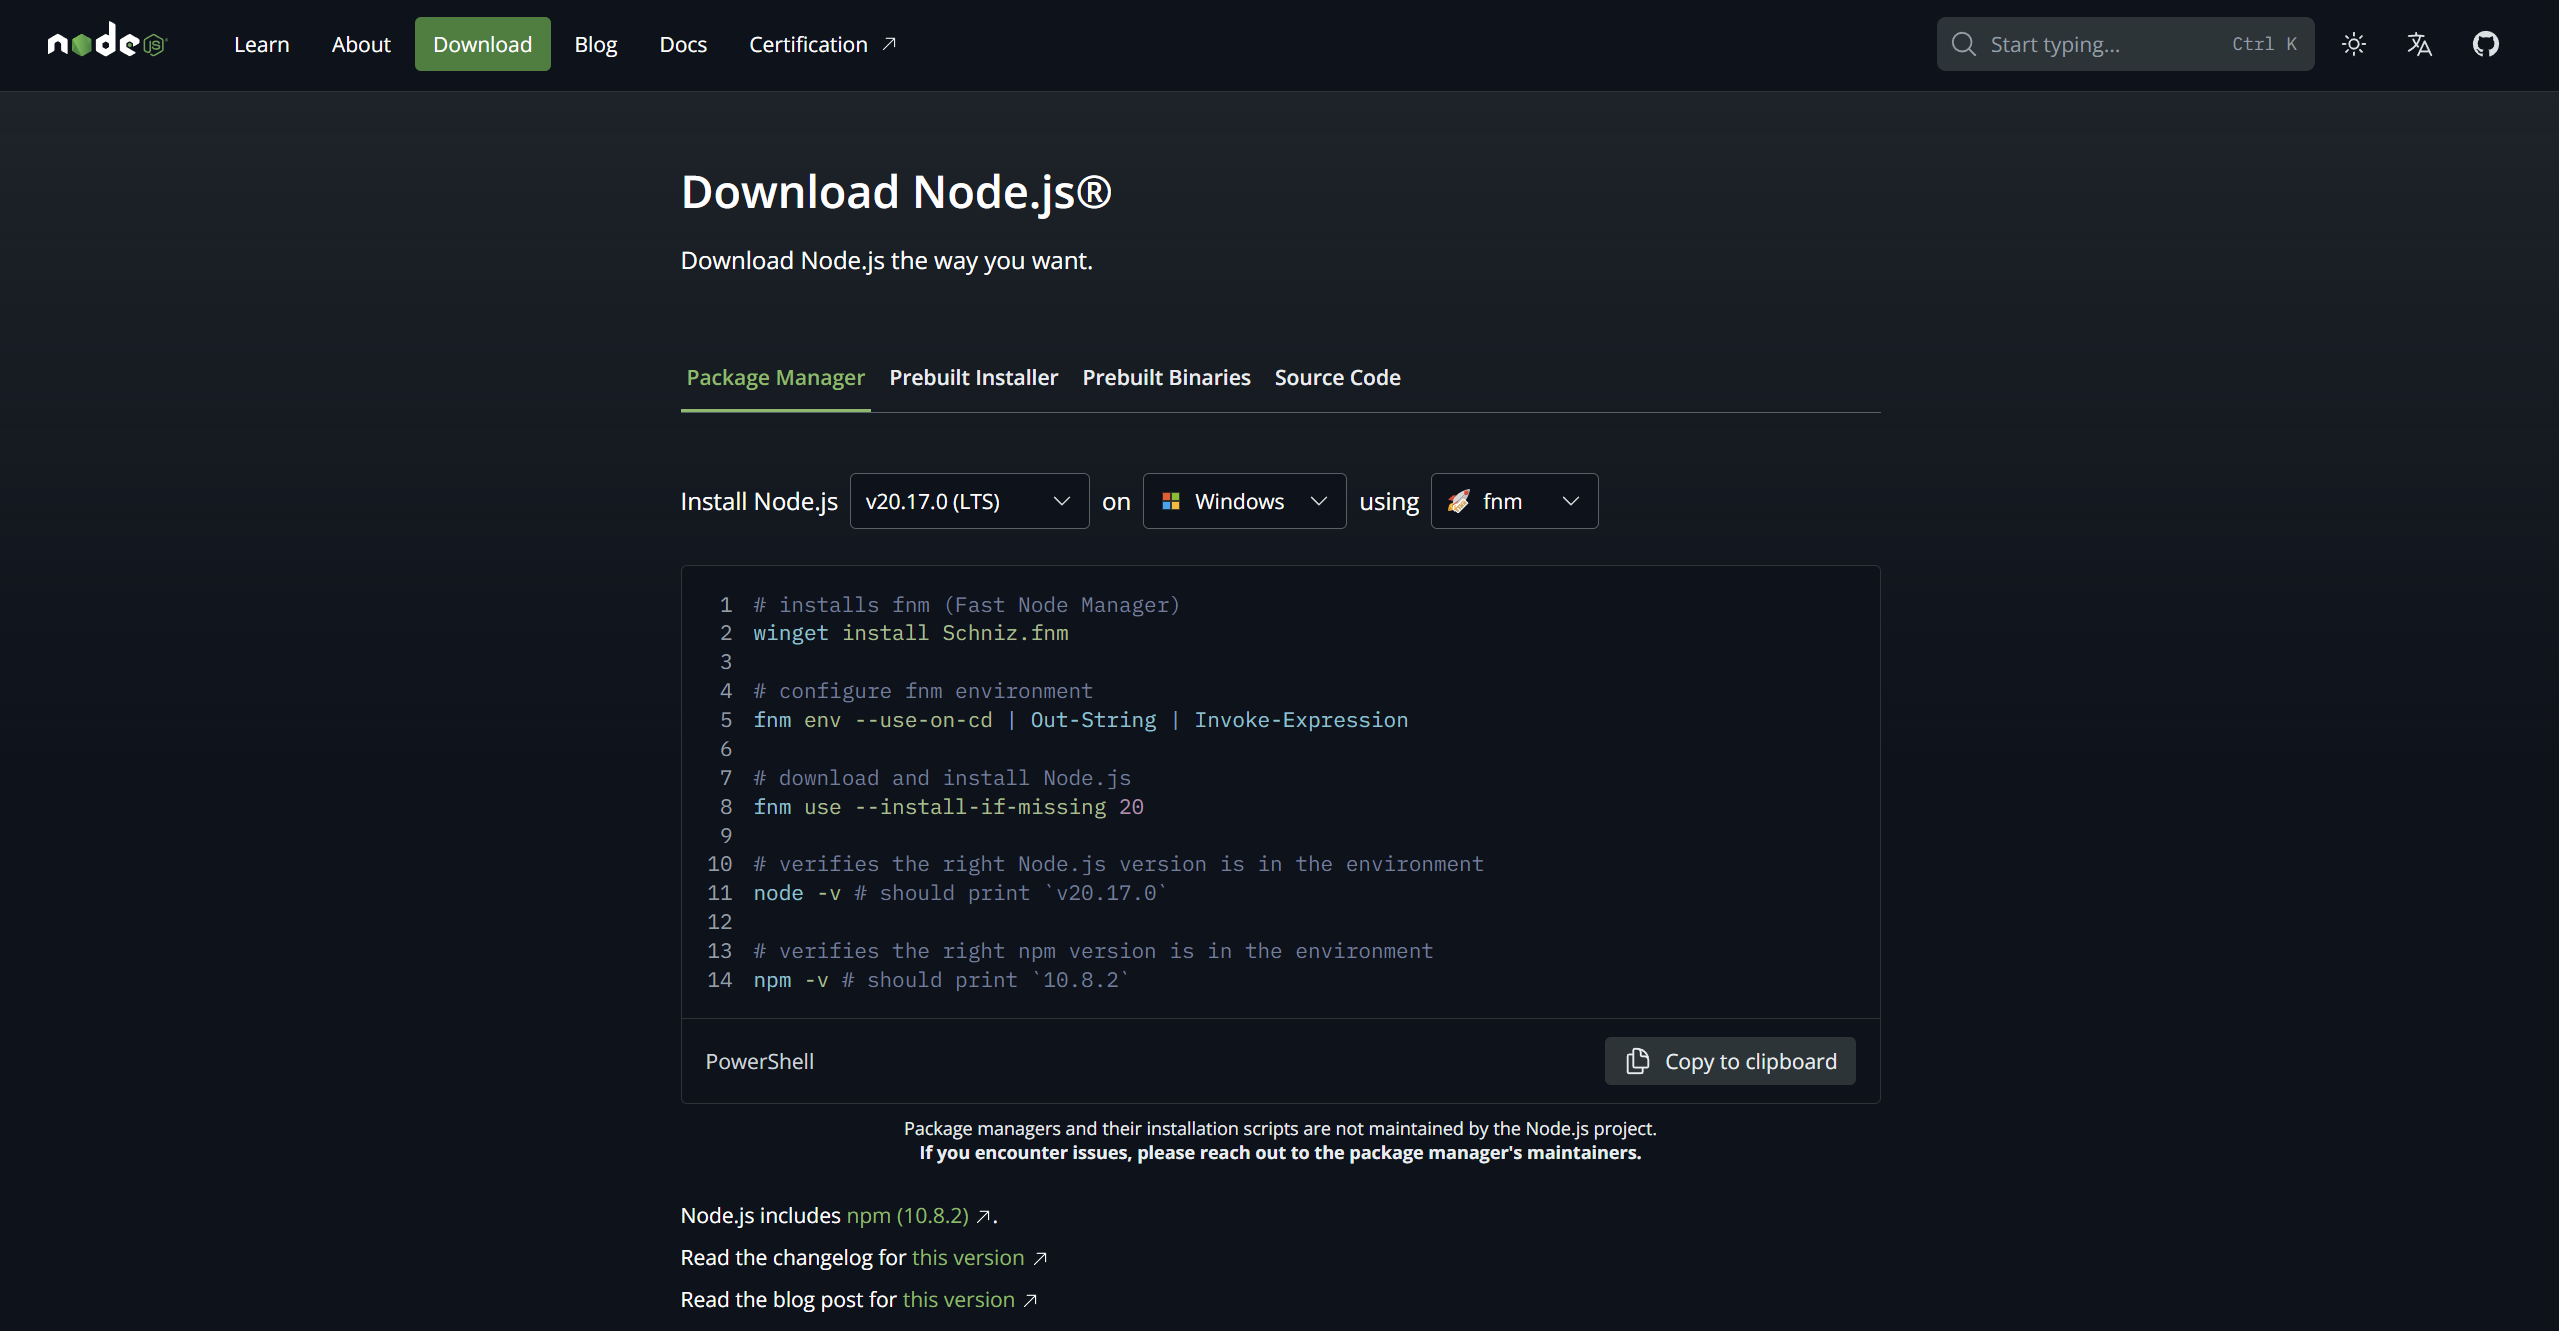 node JS
Learn
About
Download
Blog
Docs
Certification
Start typing...
Ctrl K
Download Node.js®
Download Node.js the way you want.
Package Manager
Prebuilt Installer
Prebuilt Binaries
Source Code
Install Node.js v20.17.0 (LTS) on Windows using fnm
1 # installs fnm (Fast Node Manager)
2 winget install Schniz.fnm
3
4 # configure fnm environment
5 fnm env --use-on-cd | Out-String | Invoke-Expression
6
7 # download and install Node.js
8 fnm use --install-if-missing 20
9
10 # verifies the right Node.js version is in the environment
11 node -v # should print `v20.17.0`
12
13 # verifies the right npm version is in the environment
14 npm -v # should print `10.8.2`
PowerShell
Copy to clipboard
Package managers and their installation scripts are not maintained by the Node.js project.
If you encounter issues, please reach out to the package manager's maintainers.
Node.js includes npm (10.8.2) .
Read the changelog for this version
Read the blog post for this version